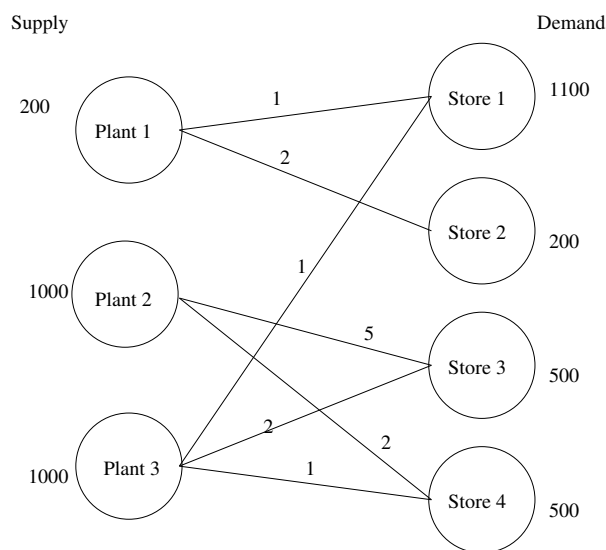 Supply
Demand
200
Plant 1
1
Store 1
1100
2
Store 2
200
1
1000
Plant 2
5
Store 3
500
2
2
1000
Plant 3
1
Store 4
500